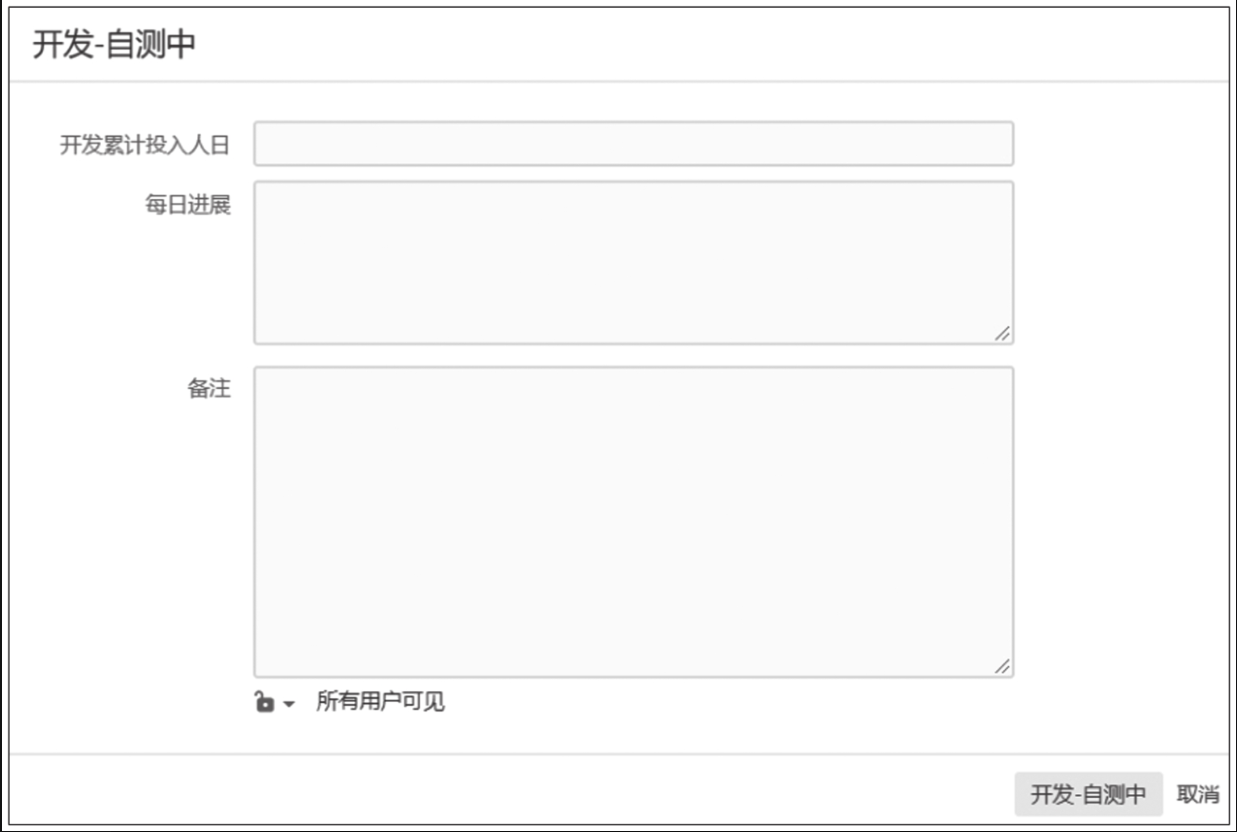 开发-自测中
开发累计投入人日
每日进展
备注
所有用户可见
开发-自测中 取消